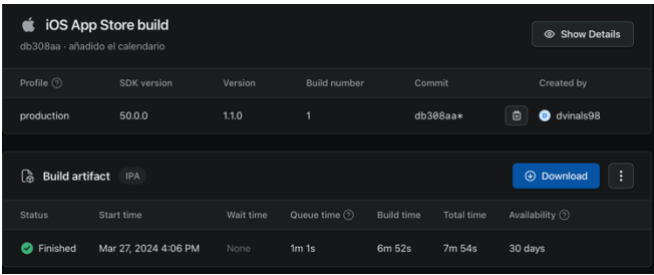 iOS App Store build
db308aa · añadido el calendario
Show Details
Profile SDK version Version Build number Commit Created by
production 50.0.0 1.1.0 1 db308aa* dvinals98
Build artifact IPA
Download
Status Start time Wait time Queue time Build time Total time Availability
Finished Mar 27, 2024 4:06 PM None 1m 1s 6m 52s 7m 54s 30 days